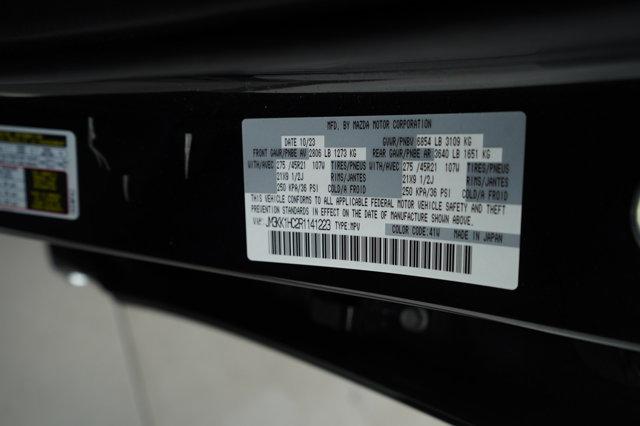 MFD. BY MAZDA MOTOR CORPORATION
DATE 10/23 GVWR/PNBV 6854 LB 3109 KG
FRONT GAWR/PNBE AV 2806 LB 1273 KG REAR GAWR/PNBE AR 3640 LB 1651 KG
WITH/AVEC 275 /45R21 107W TIRES/PNEUS WITH/AVEC 275 /45R21 107W TIRES/PNEUS
21X9 1/2J RIMS/JANTES 21X9 1/2J RIMS/JANTES
250 KPA/36 PSI COLD/A FROID 250 KPA/36 PSI COLD/A FROID
THIS VEHICLE CONFORMS TO ALL APPLICABLE FEDERAL MOTOR VEHICLE SAFETY AND THEFT
PREVENTION STANDARDS IN EFFECT ON THE DATE OF MANUFACTURE SHOWN ABOVE.
VIN: JM3KK1HC2R1141223 TYPE:MPV
COLOR CODE:41W MADE IN JAPAN